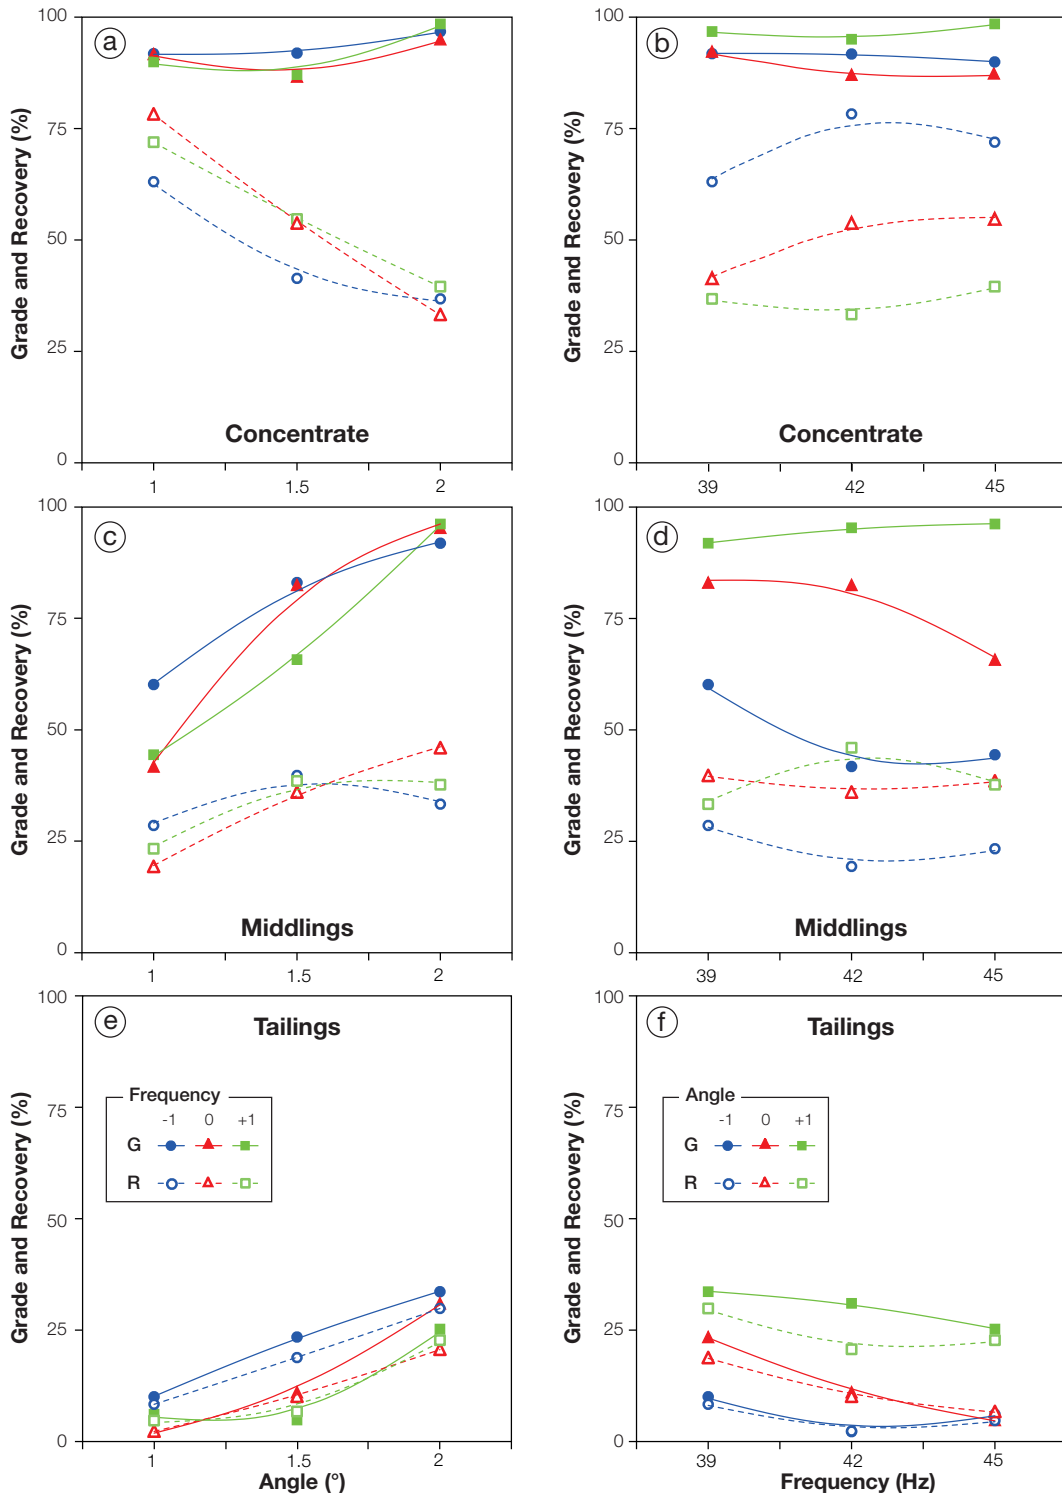 100
75
50
25
0
Grade and Recovery (%)
a
Concentrate
1
1.5
2
100
75
50
25
0
Grade and Recovery (%)
b
Concentrate
39
42
45
100
75
50
25
0
Grade and Recovery (%)
c
Middlings
1
1.5
2
100
75
50
25
0
Grade and Recovery (%)
d
Middlings
39
42
45
100
75
50
25
0
Grade and Recovery (%)
e
Tailings
Frequency
-1 0 +1
G
R
1
1.5
2
Angle (°)
100
75
50
25
0
Grade and Recovery (%)
f
Tailings
Angle
-1 0 +1
G
R
39
42
45
Frequency (Hz)